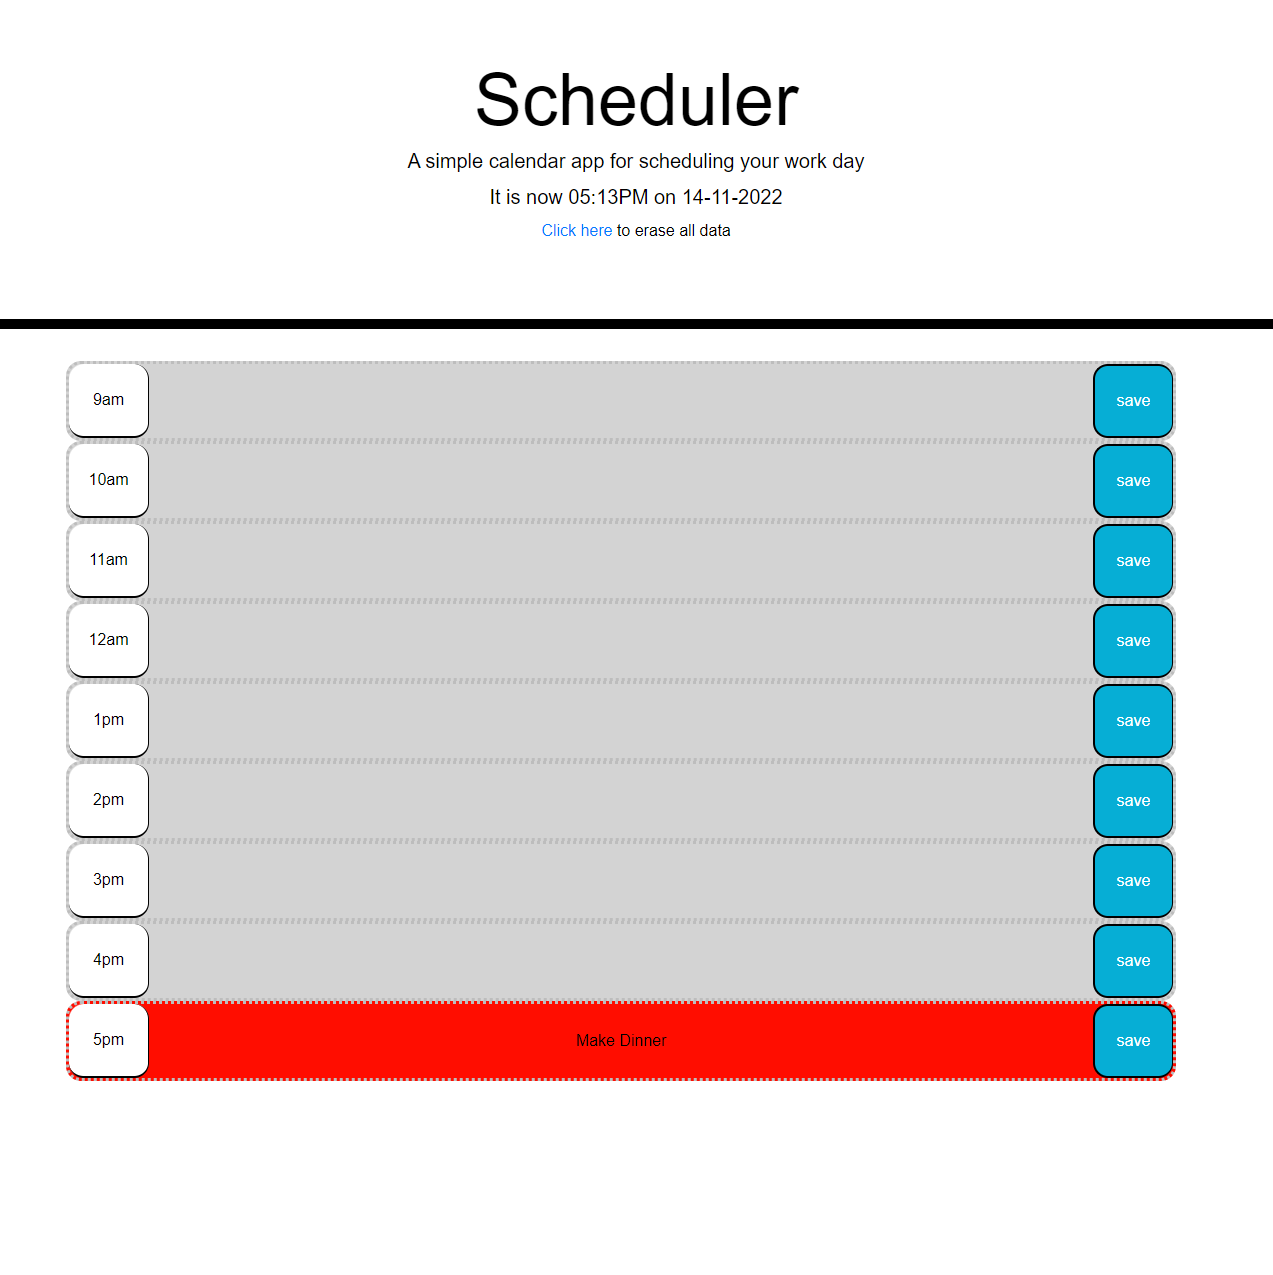 Scheduler
A simple calendar app for scheduling your work day
It is now 05:13PM on 14-11-2022
Click here to erase all data
9am save
10am save
11am save
12am save
1pm save
2pm save
3pm save
4pm save
5pm Make Dinner save